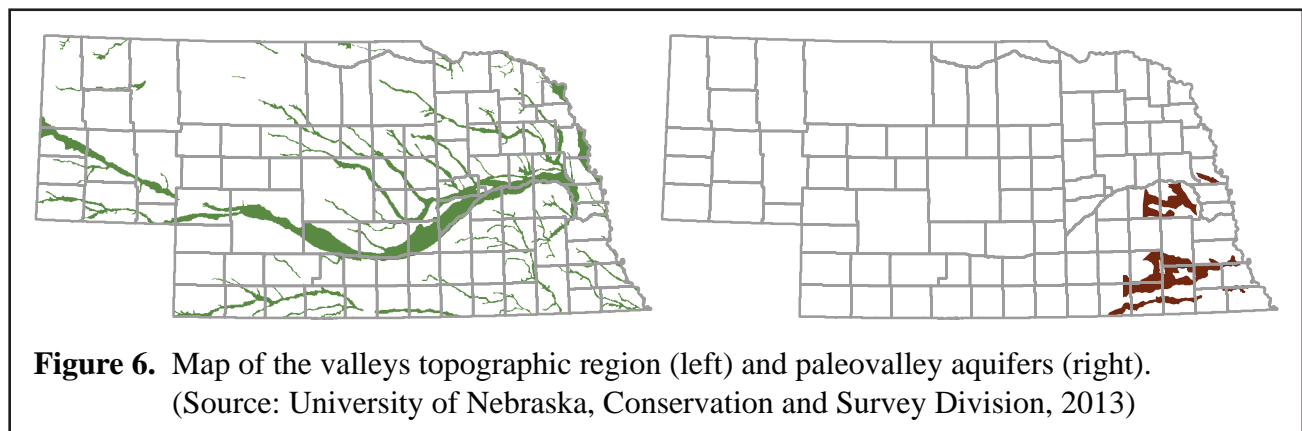 Figure 6. Map of the valleys topographic region (left) and paleovalley aquifers (right).
(Source: University of Nebraska, Conservation and Survey Division, 2013)